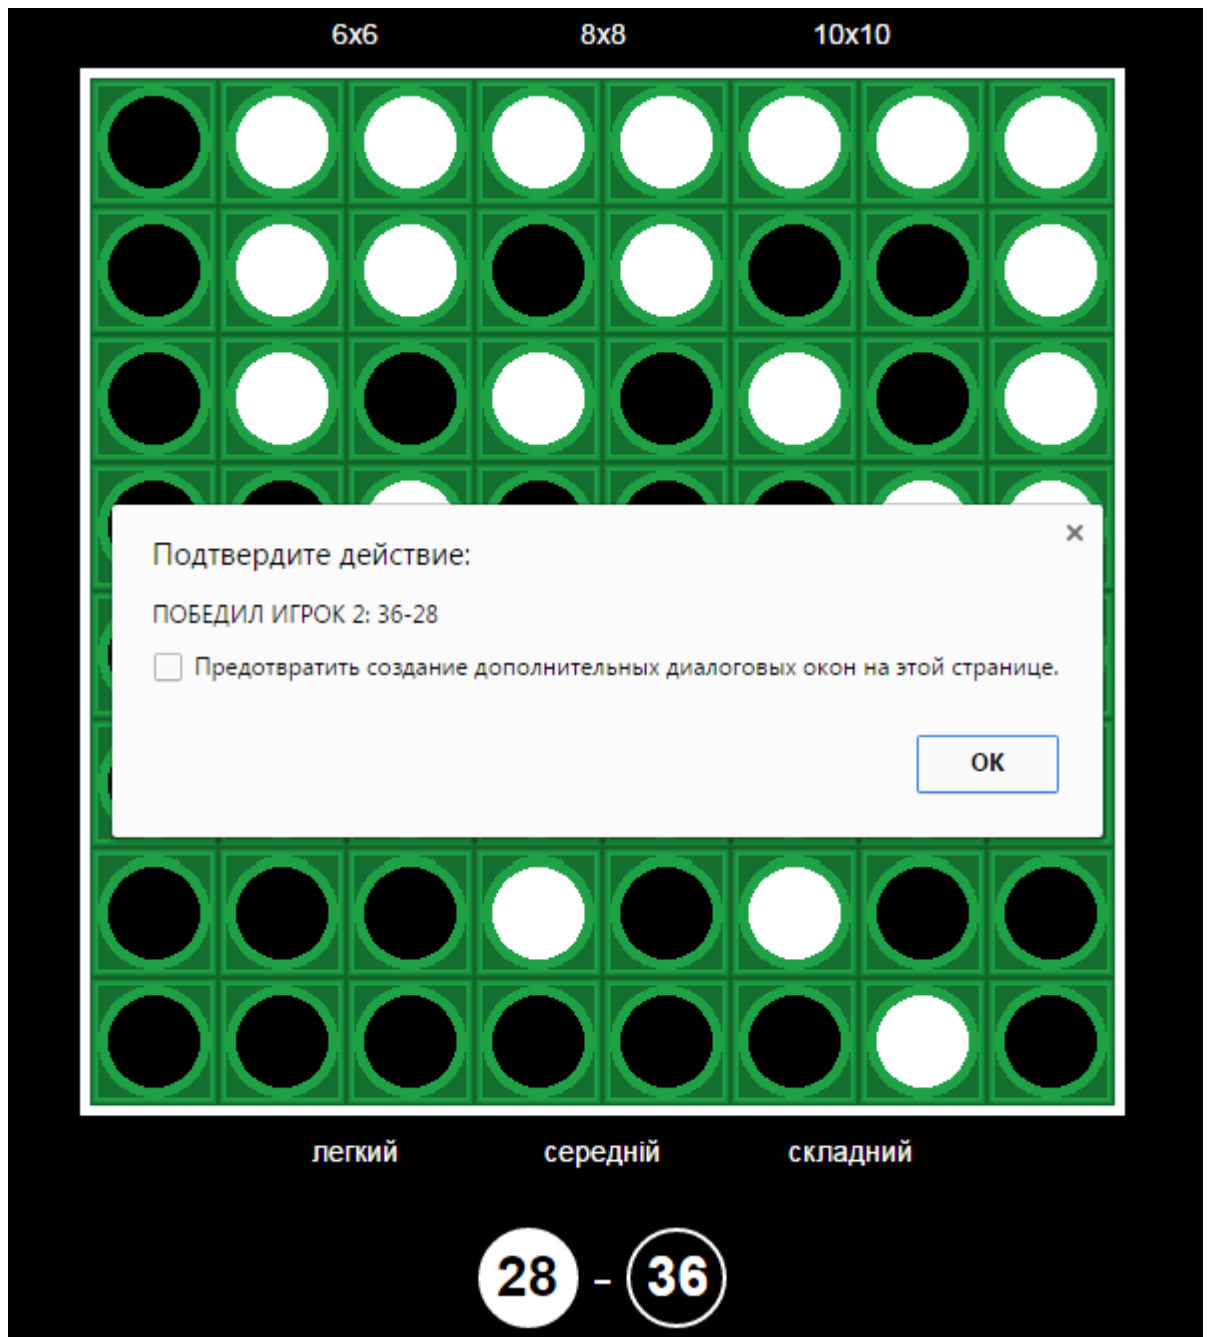 6x6 8x8 10x10
Подтвердите действие:
ПОБЕДИЛ ИГРОК 2: 36-28
Предотвратить создание дополнительных диалоговых окон на этой странице.
ОК
легкий середній складний
28 - 36